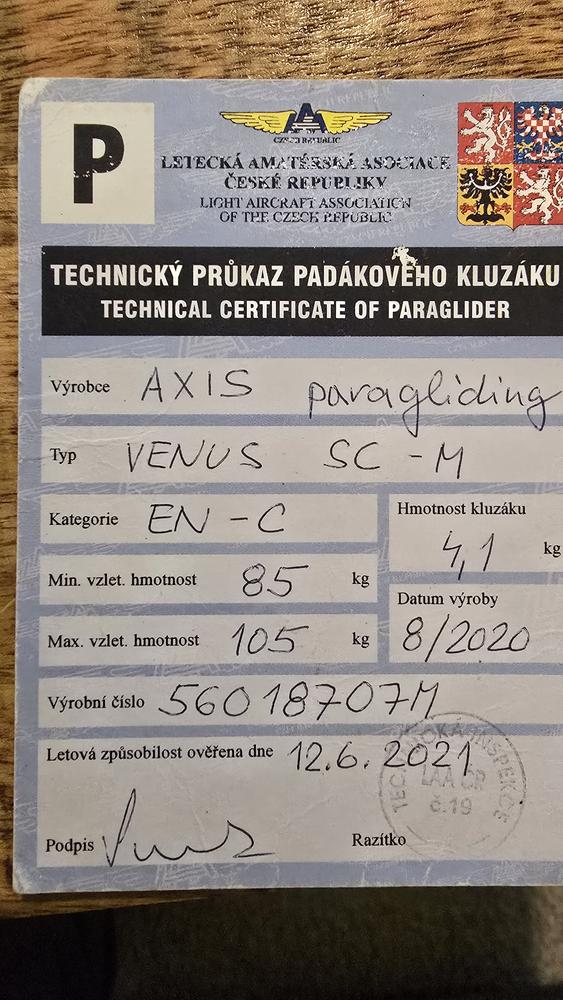 P
CZECH REPUBLIC
LETECKÁ AMATÉRSKÁ ASOCIACE
ČESKÉ REPUBLIKY
LIGHT AIRCRAFT ASSOCIATION
OF THE CZECH REPUBLIC
TECHNICKÝ PRŮKAZ PADÁKOVÉHO KLUZÁKU
TECHNICAL CERTIFICATE OF PARAGLIDER
Výrobce AXIS paragliding
Typ VENUS SC - M
Kategorie EN - C
Hmotnost kluzáku
4,1 kg
Min. vzlet. hmotnost 85 kg
Datum výroby
8/2020
Max. vzlet. hmotnost 105 kg
Výrobní číslo 56018707M
Letová způsobilost ověřena dne 12.6.2021
TECHNICKÁ INSPEKCE
LAA ČR
č.19
Podpis
Razítko